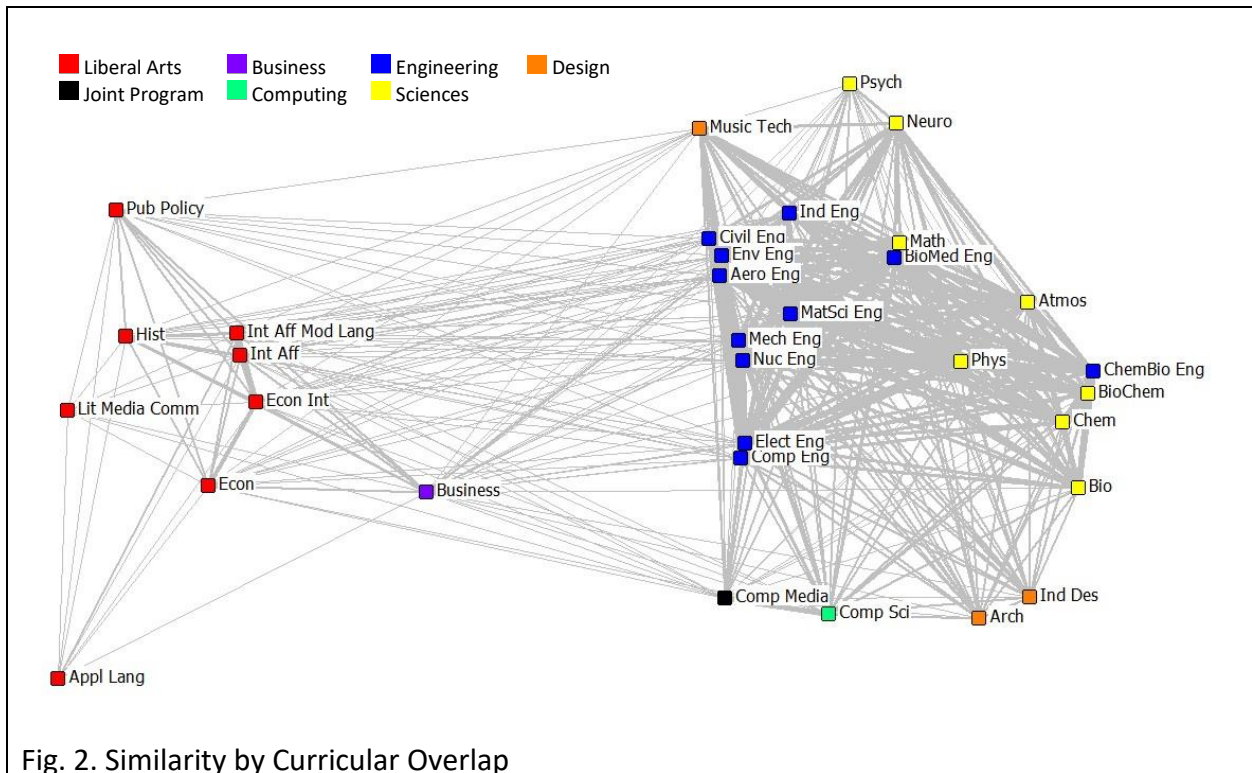 Liberal Arts Business Engineering Design
Joint Program Computing Sciences
Psych
Neuro
Music Tech
Pub Policy
Ind Eng
Civil Eng
Math
Env Eng
BioMed Eng
Aero Eng
Atmos
MatSci Eng
Int Aff Mod Lang
Hist
Mech Eng
Int Aff
Nuc Eng
Phys
ChemBio Eng
BioChem
Econ Int
Lit Media Comm
Chem
Elect Eng
Comp Eng
Econ
Business
Bio
Comp Media
Ind Des
Comp Sci
Arch
Appl Lang
Fig. 2. Similarity by Curricular Overlap